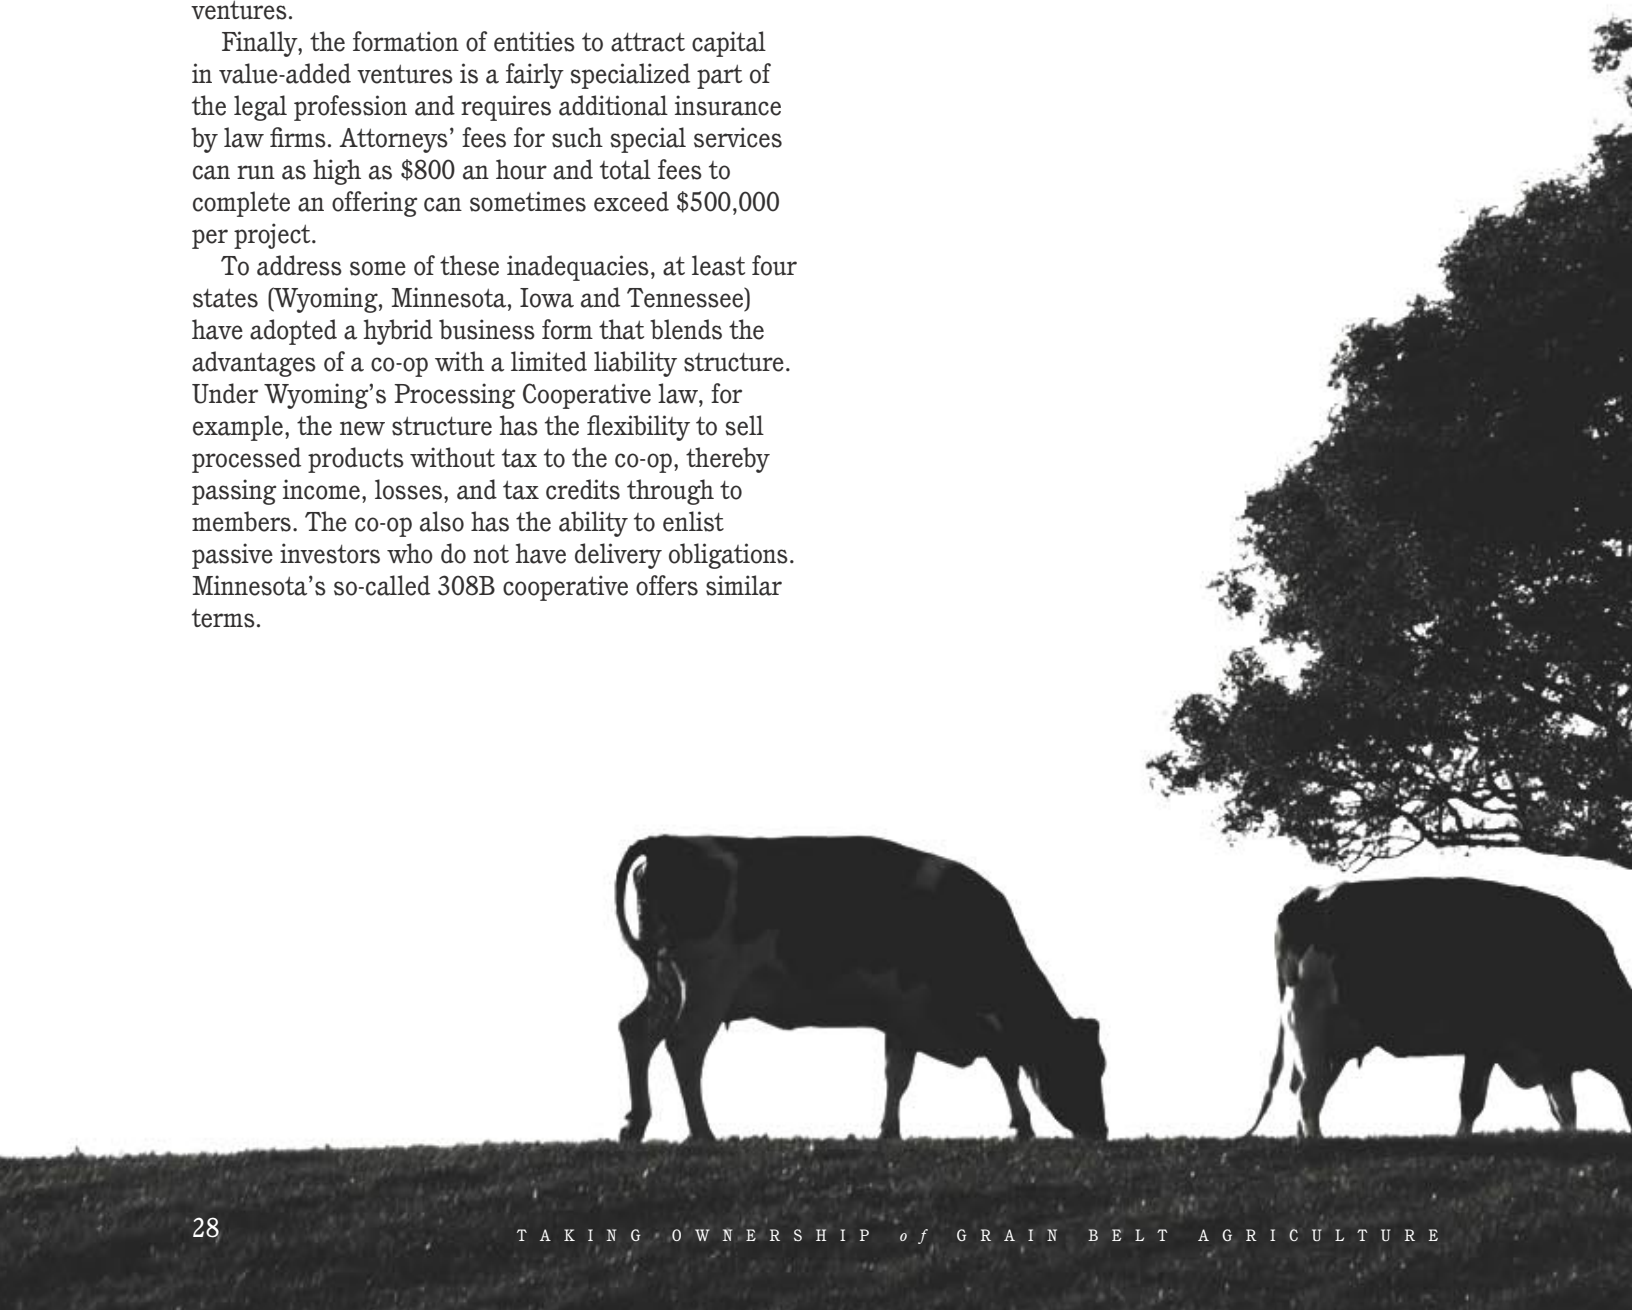 ventures.
Finally, the formation of entities to attract capital
in value-added ventures is a fairly specialized part of
the legal profession and requires additional insurance
by law firms. Attorneys’ fees for such special services
can run as high as $800 an hour and total fees to
complete an offering can sometimes exceed $500,000
per project.
To address some of these inadequacies, at least four
states (Wyoming, Minnesota, Iowa and Tennessee)
have adopted a hybrid business form that blends the
advantages of a co-op with a limited liability structure.
Under Wyoming’s Processing Cooperative law, for
example, the new structure has the flexibility to sell
processed products without tax to the co-op, thereby
passing income, losses, and tax credits through to
members. The co-op also has the ability to enlist
passive investors who do not have delivery obligations.
Minnesota’s so-called 308B cooperative offers similar
terms.
28
TAKING OWNERSHIP of GRAIN BELT AGRICULTURE